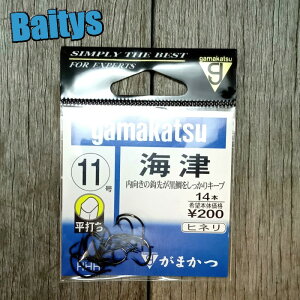 Baitys
SIMPLY THE BEST
FOR EXPERTS
gamakatsu
g
gamakatsu
11号
海津
内向きの鈎先が黒鯛をしっかりキープ
平打ち
14本
希望本体価格
¥200
ヒネリ
がまかつ